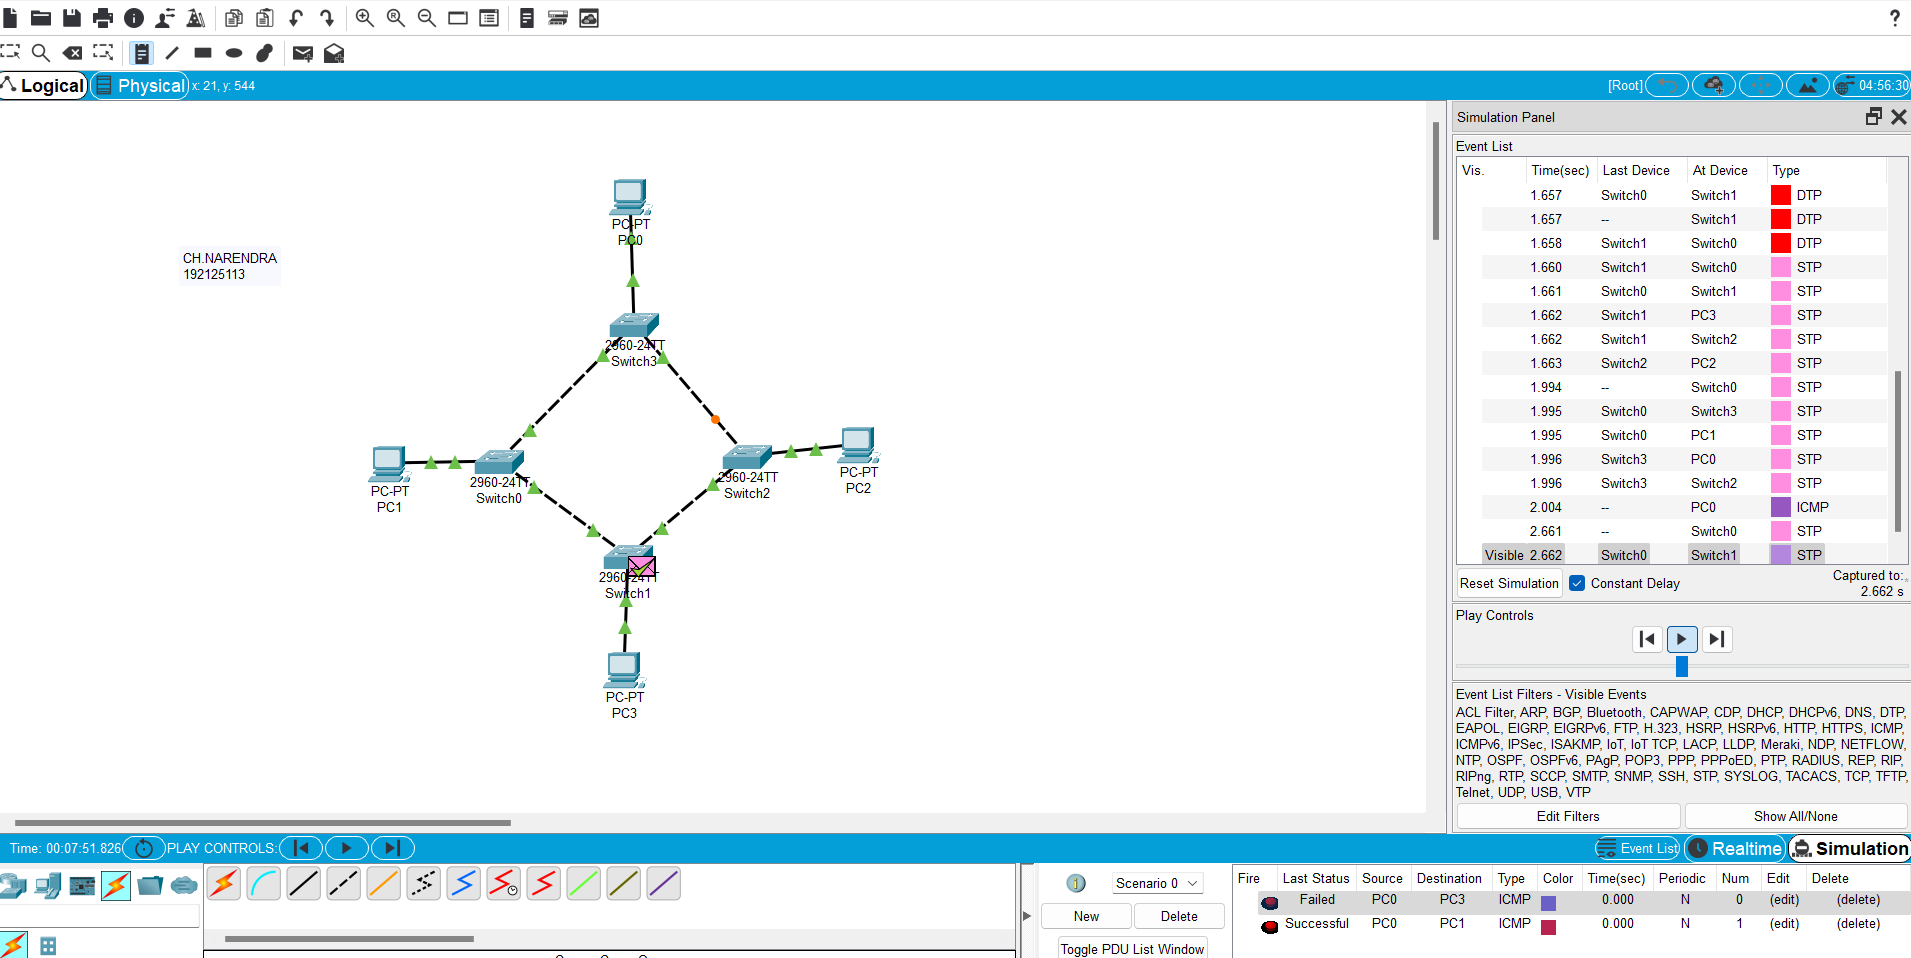 ?
Logical
Physical
x: 21, y: 544
[Root]
04:56:30
Simulation Panel
Event List
Vis. Time(sec) Last Device At Device Type
1.657 Switch0 Switch1 DTP
1.657 -- Switch1 DTP
1.658 Switch1 Switch0 DTP
1.660 Switch1 Switch0 STP
1.661 Switch0 Switch1 STP
1.662 Switch1 PC3 STP
1.662 Switch1 Switch2 STP
1.663 Switch2 PC2 STP
1.994 -- Switch0 STP
1.995 Switch0 Switch3 STP
1.995 Switch0 PC1 STP
1.996 Switch3 PC0 STP
1.996 Switch3 Switch2 STP
2.004 -- PC0 ICMP
2.661 -- Switch0 STP
Visible 2.662 Switch0 Switch1 STP
Reset Simulation
Constant Delay
Captured to:
2.662 s
Play Controls
Event List Filters - Visible Events
ACL Filter, ARP, BGP, Bluetooth, CAPWAP, CDP, DHCP, DHCPv6, DNS, DTP,
EAPOL, EIGRP, EIGRPv6, FTP, H.323, HSRP, HSRPv6, HTTP, HTTPS, ICMP,
ICMPv6, IPSec, ISAKMP, IoT, IoT TCP, LACP, LLDP, Meraki, NDP, NETFLOW,
NTP, OSPF, OSPFv6, PAgP, POP3, PPP, PPPoED, PTP, RADIUS, REP, RIP,
RIPng, RTP, SCCP, SMTP, SNMP, SSH, STP, SYSLOG, TACACS, TCP, TFTP,
Telnet, UDP, USB, VTP
Edit Filters
Show All/None
CH.NARENDRA
192125113
PC-PT
PC0
2960-24TT
Switch3
PC-PT
PC1
2960-24TT
Switch0
2960-24TT
Switch2
PC-PT
PC2
2960-24TT
Switch1
PC-PT
PC3
Time: 00:07:51.826
PLAY CONTROLS:
Event List
Realtime
Simulation
Scenario 0
New
Delete
Toggle PDU List Window
Fire Last Status Source Destination Type Color Time(sec) Periodic Num Edit Delete
Failed PC0 PC3 ICMP 0.000 N 0 (edit) (delete)
Successful PC0 PC1 ICMP 0.000 N 1 (edit) (delete)